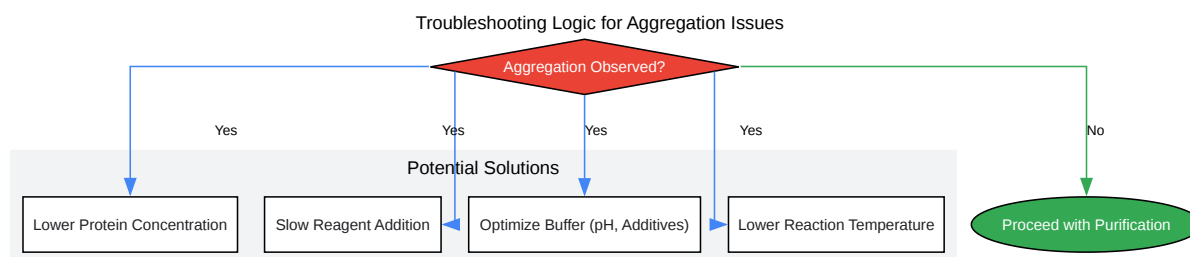 Troubleshooting Logic for Aggregation Issues
Aggregation Observed?
Yes
Yes
Yes
Yes
No
Potential Solutions
Lower Protein Concentration
Slow Reagent Addition
Optimize Buffer (pH, Additives)
Lower Reaction Temperature
Proceed with Purification